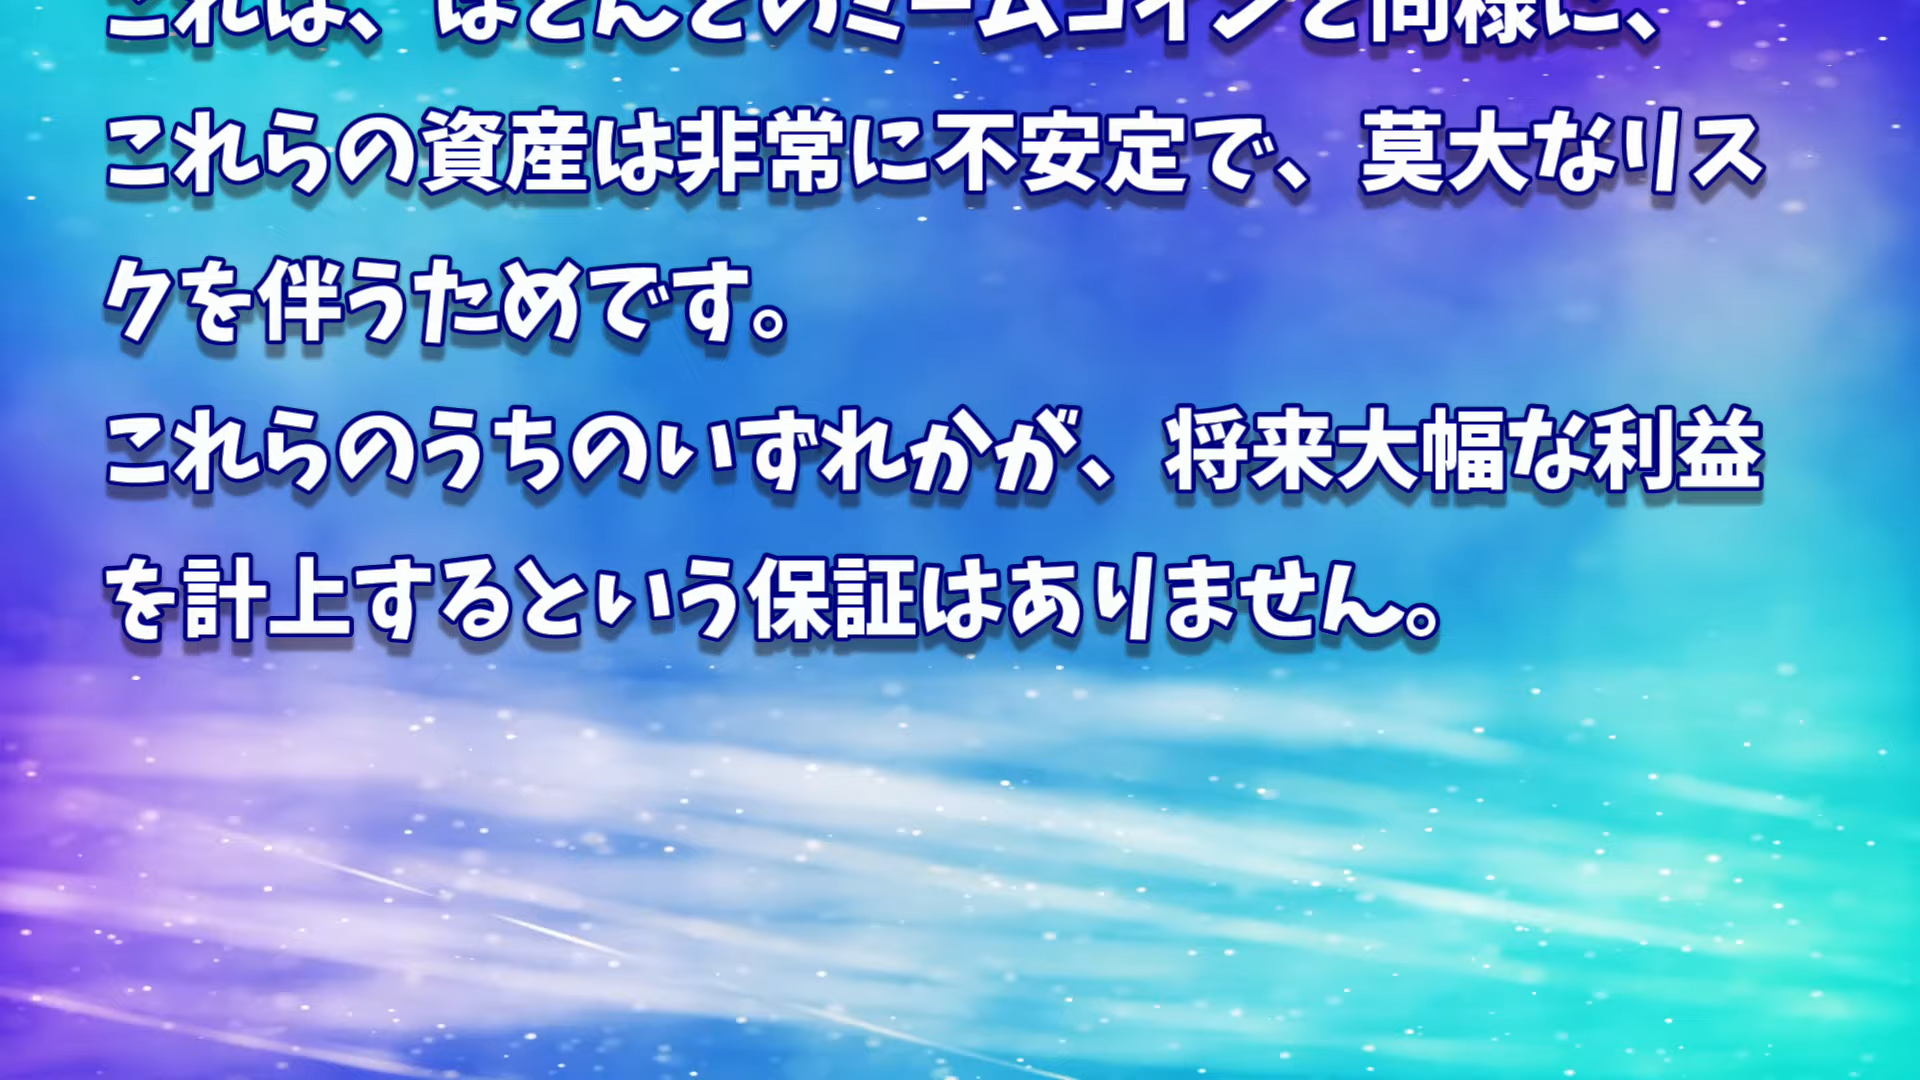 これは、ほとんどのミームコインと同様に、
これらの資産は非常に不安定で、莫大なリス
クを伴うためです。
これらのうちのいずれかが、将来大幅な利益
を計上するという保証はありません。